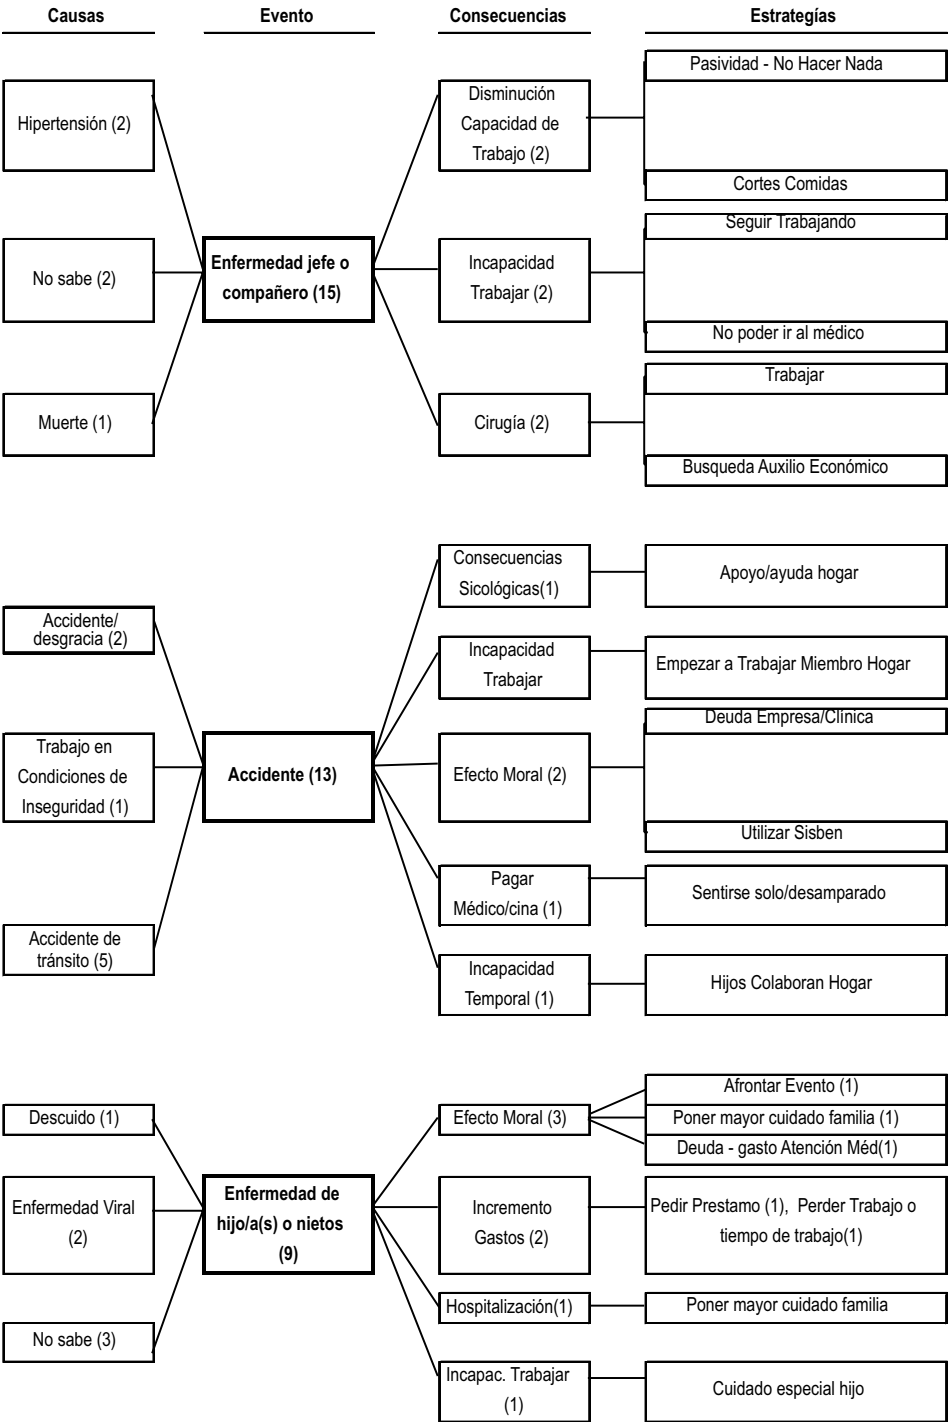 Causas
Evento
Consecuencias
Estrategías
Hipertensión (2)
No sabe (2)
Muerte (1)
Enfermedad jefe o
compañero (15)
Disminución
Capacidad de
Trabajo (2)
Incapacidad
Trabajar (2)
Cirugía (2)
Pasividad - No Hacer Nada
Cortes Comidas
Seguir Trabajando
No poder ir al médico
Trabajar
Busqueda Auxilio Económico
Accidente/
desgracia (2)
Trabajo en
Condiciones de
Inseguridad (1)
Accidente de
tránsito (5)
Accidente (13)
Consecuencias
Sicológicas(1)
Incapacidad
Trabajar
Efecto Moral (2)
Pagar
Médico/cina (1)
Incapacidad
Temporal (1)
Apoyo/ayuda hogar
Empezar a Trabajar Miembro Hogar
Deuda Empresa/Clínica
Utilizar Sisben
Sentirse solo/desamparado
Hijos Colaboran Hogar
Descuido (1)
Enfermedad Viral
(2)
No sabe (3)
Enfermedad de
hijo/a(s) o nietos
(9)
Efecto Moral (3)
Incremento
Gastos (2)
Hospitalización(1)
Incapac. Trabajar
(1)
Afrontar Evento (1)
Poner mayor cuidado familia (1)
Deuda - gasto Atención Méd(1)
Pedir Prestamo (1), Perder Trabajo o
tiempo de trabajo(1)
Poner mayor cuidado familia
Cuidado especial hijo